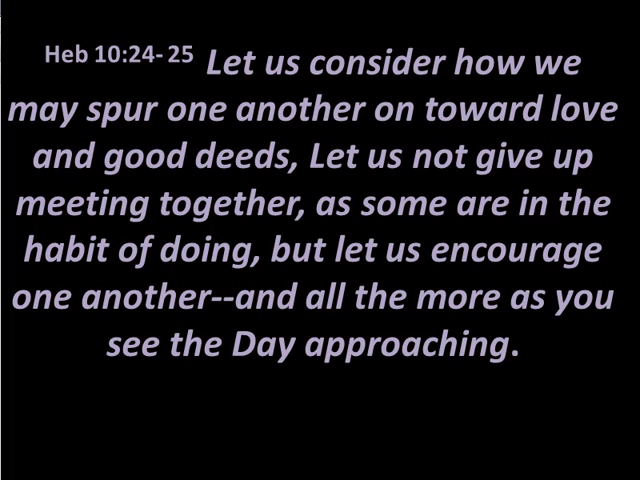 Heb 10:24- 25 Let us consider how we
may spur one another on toward love
and good deeds, Let us not give up
meeting together, as some are in the
habit of doing, but let us encourage
one another--and all the more as you
see the Day approaching.